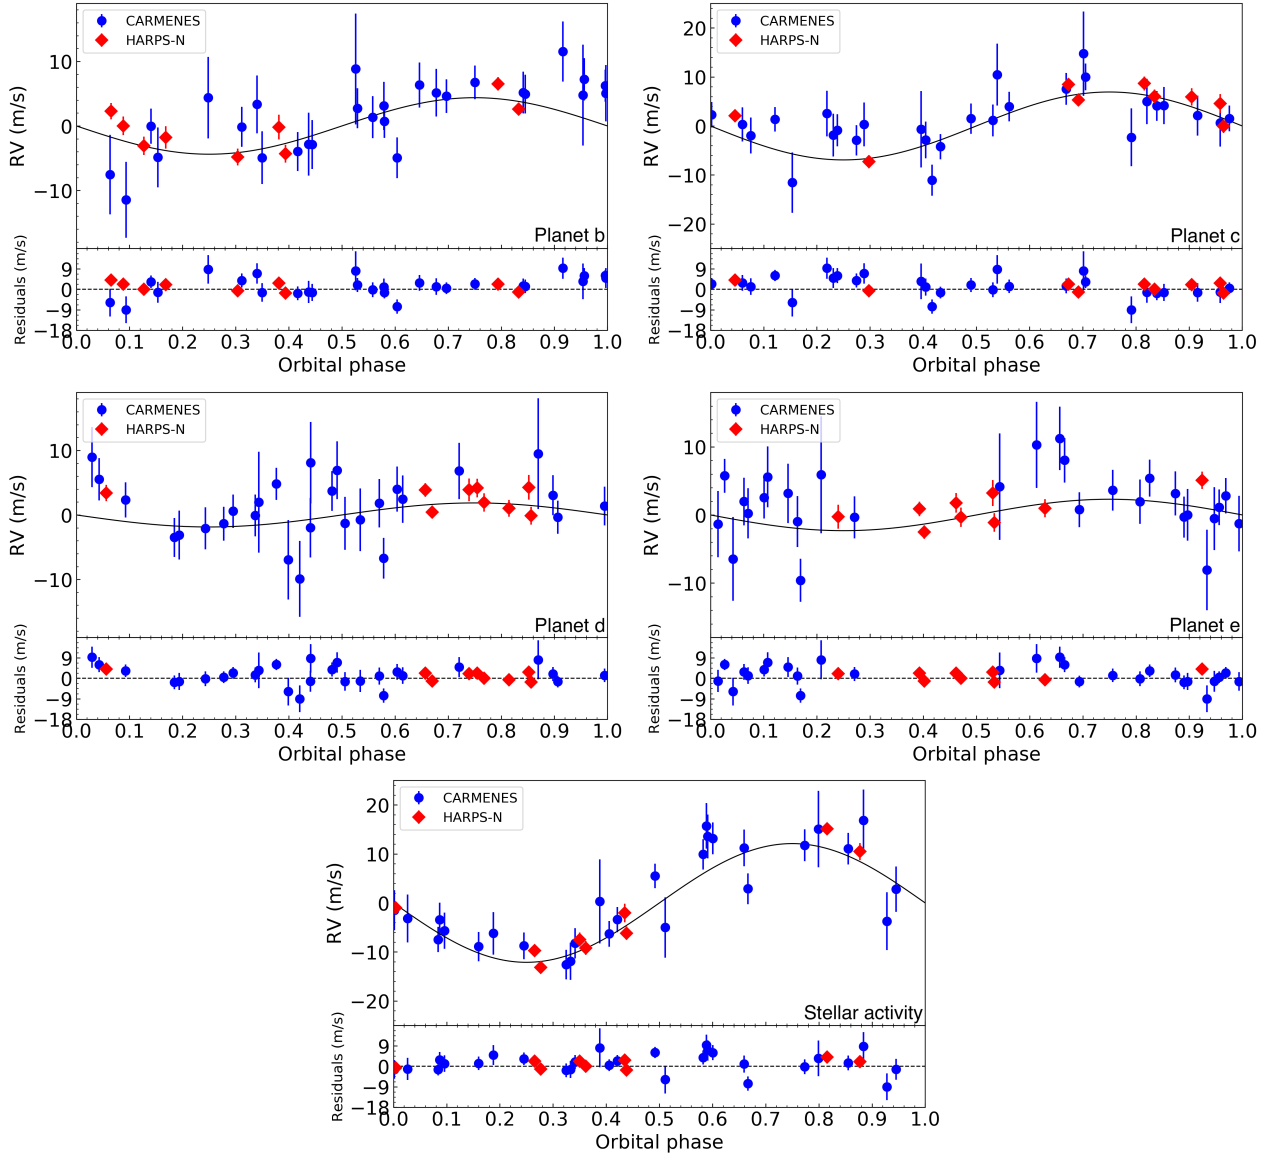 CARMENES
HARPS-N
10
0
−10
RV (m/s)
Planet b
9
0
−9
−18
Residuals (m/s)
0.0 0.1 0.2 0.3 0.4 0.5 0.6 0.7 0.8 0.9 1.0
Orbital phase
CARMENES
HARPS-N
20
10
0
−10
−20
RV (m/s)
Planet c
9
0
−9
−18
Residuals (m/s)
0.0 0.1 0.2 0.3 0.4 0.5 0.6 0.7 0.8 0.9 1.0
Orbital phase
CARMENES
HARPS-N
10
0
−10
RV (m/s)
Planet d
9
0
−9
−18
Residuals (m/s)
0.0 0.1 0.2 0.3 0.4 0.5 0.6 0.7 0.8 0.9 1.0
Orbital phase
CARMENES
HARPS-N
10
5
0
−5
−10
RV (m/s)
Planet e
9
0
−9
−18
Residuals (m/s)
0.0 0.1 0.2 0.3 0.4 0.5 0.6 0.7 0.8 0.9 1.0
Orbital phase
CARMENES
HARPS-N
20
10
0
−10
−20
RV (m/s)
Stellar activity
9
0
−9
−18
Residuals (m/s)
0.0 0.1 0.2 0.3 0.4 0.5 0.6 0.7 0.8 0.9 1.0
Orbital phase